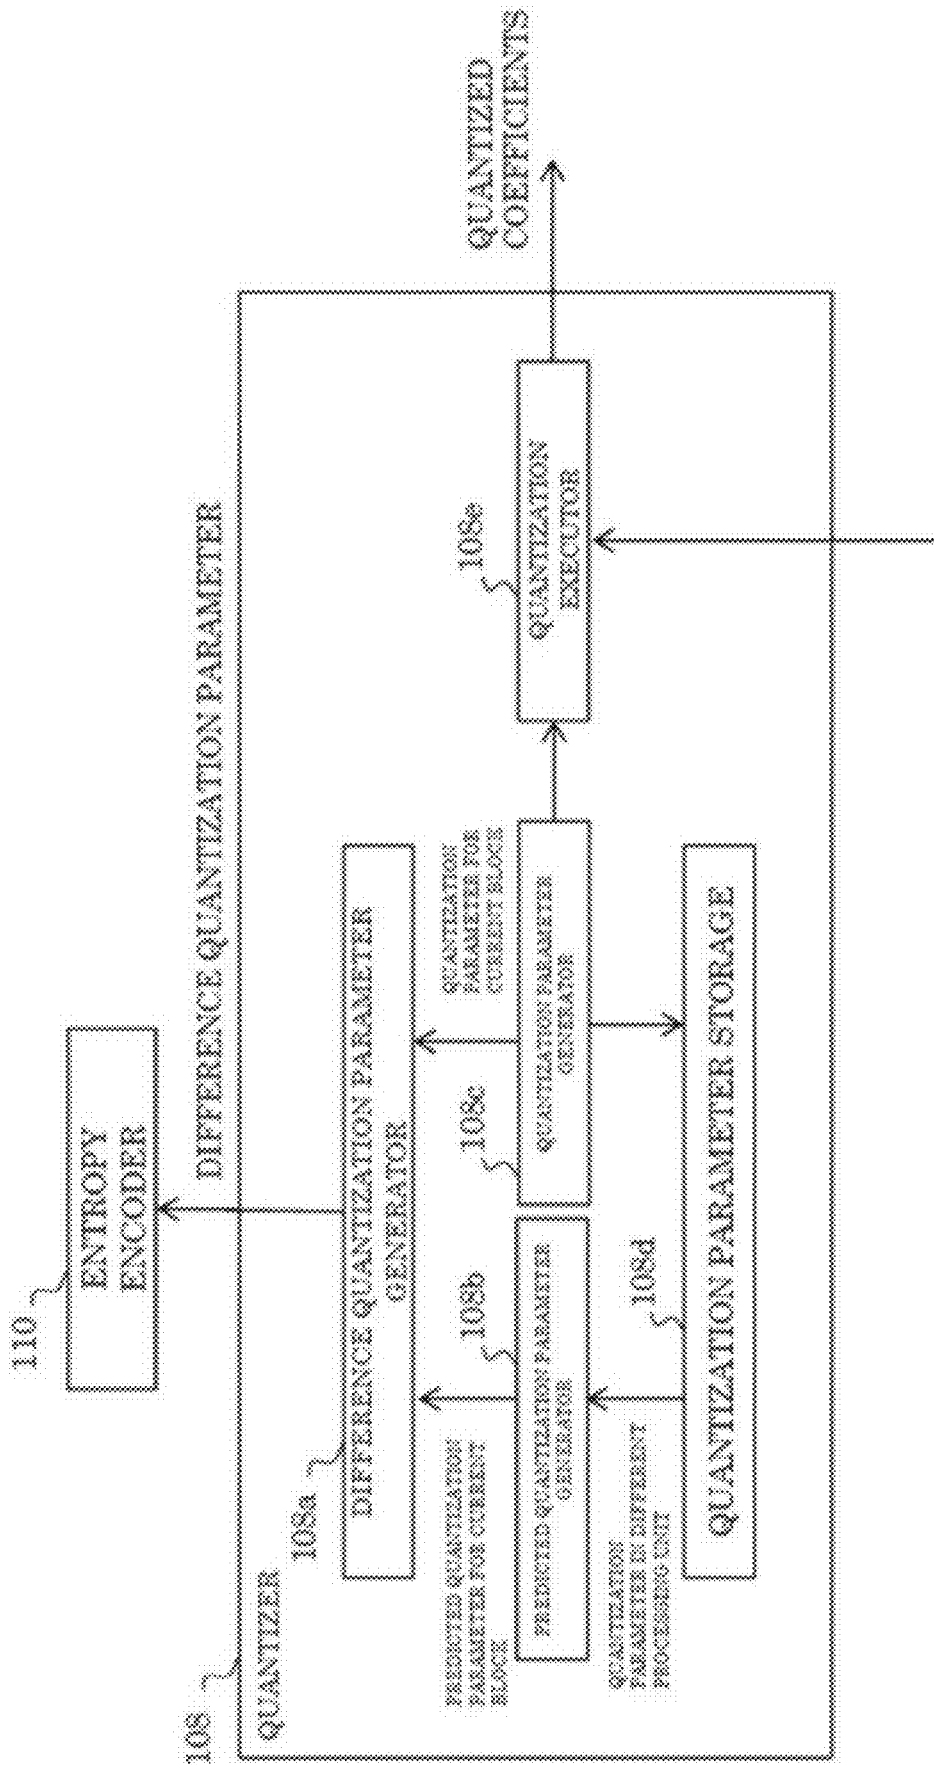 110
ENTROPY
ENCODER
DIFFERENCE QUANTIZATION PARAMETER
108
QUANTIZER
108a
DIFFERENCE QUANTIZATION PARAMETER
GENERATOR
PREDICTED QUANTIZATION
PARAMETER FOR CURRENT
BLOCK
108b
108c
QUANTIZATION
PARAMETER FOR
CURRENT BLOCK
108e
QUANTIZED
COEFFICIENTS
PREDICTED QUANTIZATION PARAMETER
GENERATOR
QUANTIZATION PARAMETER
GENERATOR
QUANTIZATION
EXECUTOR
QUANTIZATION
PARAMETER IN DIFFERENT
PROCESSING UNIT
108d
QUANTIZATION PARAMETER STORAGE